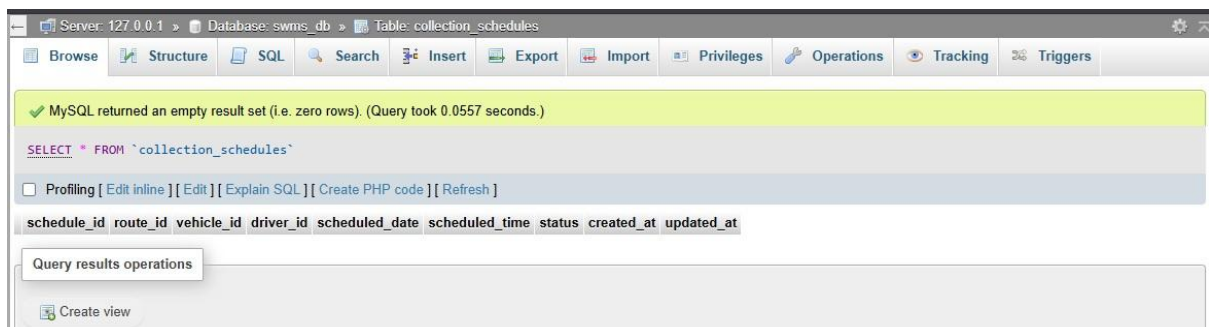 Server: 127.0.0.1 » Database: swms_db » Table: collection_schedules
Browse Structure SQL Search Insert Export Import Privileges Operations Tracking Triggers
MySQL returned an empty result set (i.e. zero rows). (Query took 0.0557 seconds.)
SELECT * FROM `collection_schedules`
Profiling [ Edit inline ] [ Edit ] [ Explain SQL ] [ Create PHP code ] [ Refresh ]
schedule_id route_id vehicle_id driver_id scheduled_date scheduled_time status created_at updated_at
Query results operations
Create view